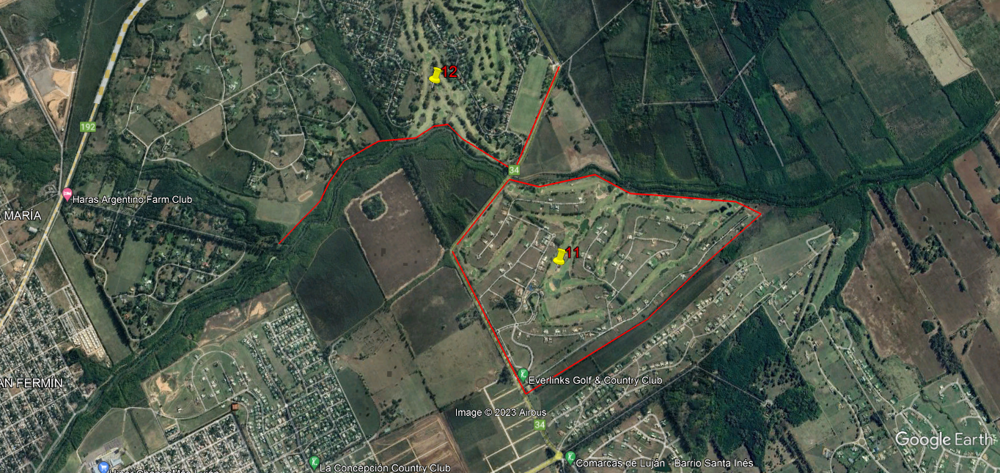 12
192
34
Haras Argentino Farm Club
MARÍA
11
Everlinks Golf & Country Club
AN FERMÍN
Image © 2023 Airbus
34
Google Earth
Comarcas de Luján - Barrio Santa Inés
La Concepción Country Club